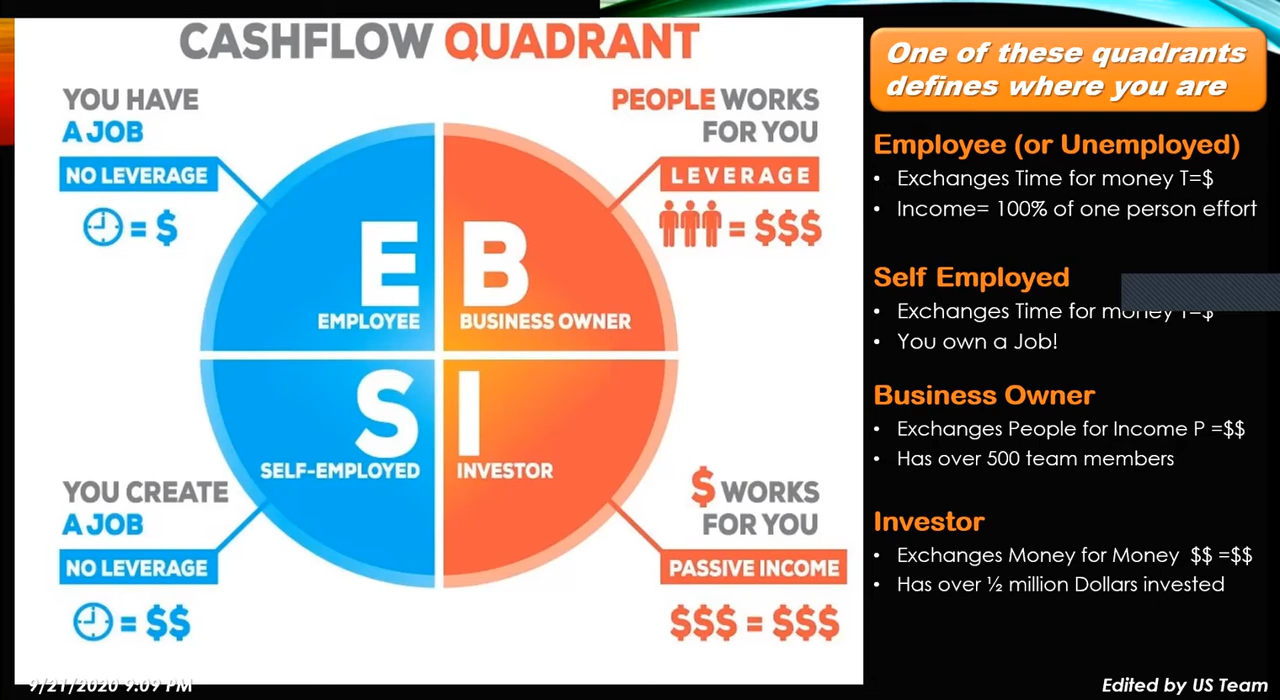 CASHFLOW QUADRANT
YOU HAVE
A JOB
NO LEVERAGE
= $
PEOPLE WORKS
FOR YOU
LEVERAGE
= $$$
E
EMPLOYEE
B
BUSINESS OWNER
S
SELF-EMPLOYED
I
INVESTOR
YOU CREATE
A JOB
NO LEVERAGE
= $$
$ WORKS
FOR YOU
PASSIVE INCOME
$$$ = $$$
One of these quadrants
defines where you are
Employee (or Unemployed)
• Exchanges Time for money T=$
• Income= 100% of one person effort
Self Employed
• Exchanges Time for money T=$
• You own a Job!
Business Owner
• Exchanges People for Income P =$$
• Has over 500 team members
Investor
• Exchanges Money for Money $$ =$$
• Has over ½ million Dollars invested
9/21/2020 9:09 PM
Edited by US Team